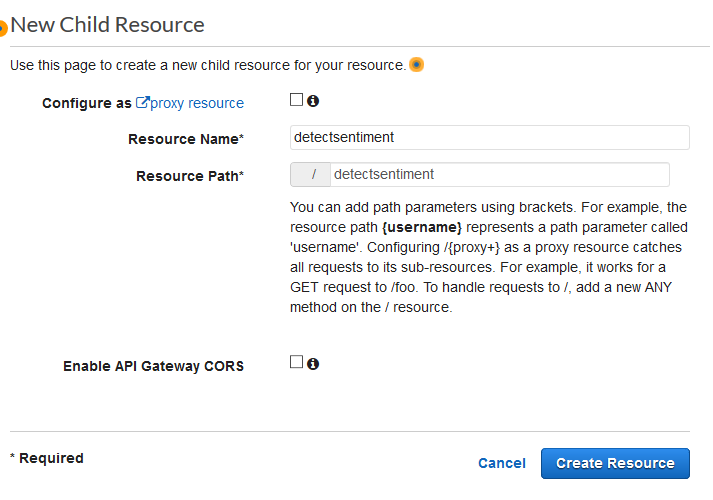 New Child Resource
Use this page to create a new child resource for your resource.
Configure as proxy resource
Resource Name*
detectsentiment
Resource Path*
/ detectsentiment
You can add path parameters using brackets. For example, the
resource path {username} represents a path parameter called
'username'. Configuring /{proxy+} as a proxy resource catches
all requests to its sub-resources. For example, it works for a
GET request to /foo. To handle requests to /, add a new ANY
method on the / resource.
Enable API Gateway CORS
* Required
Cancel
Create Resource